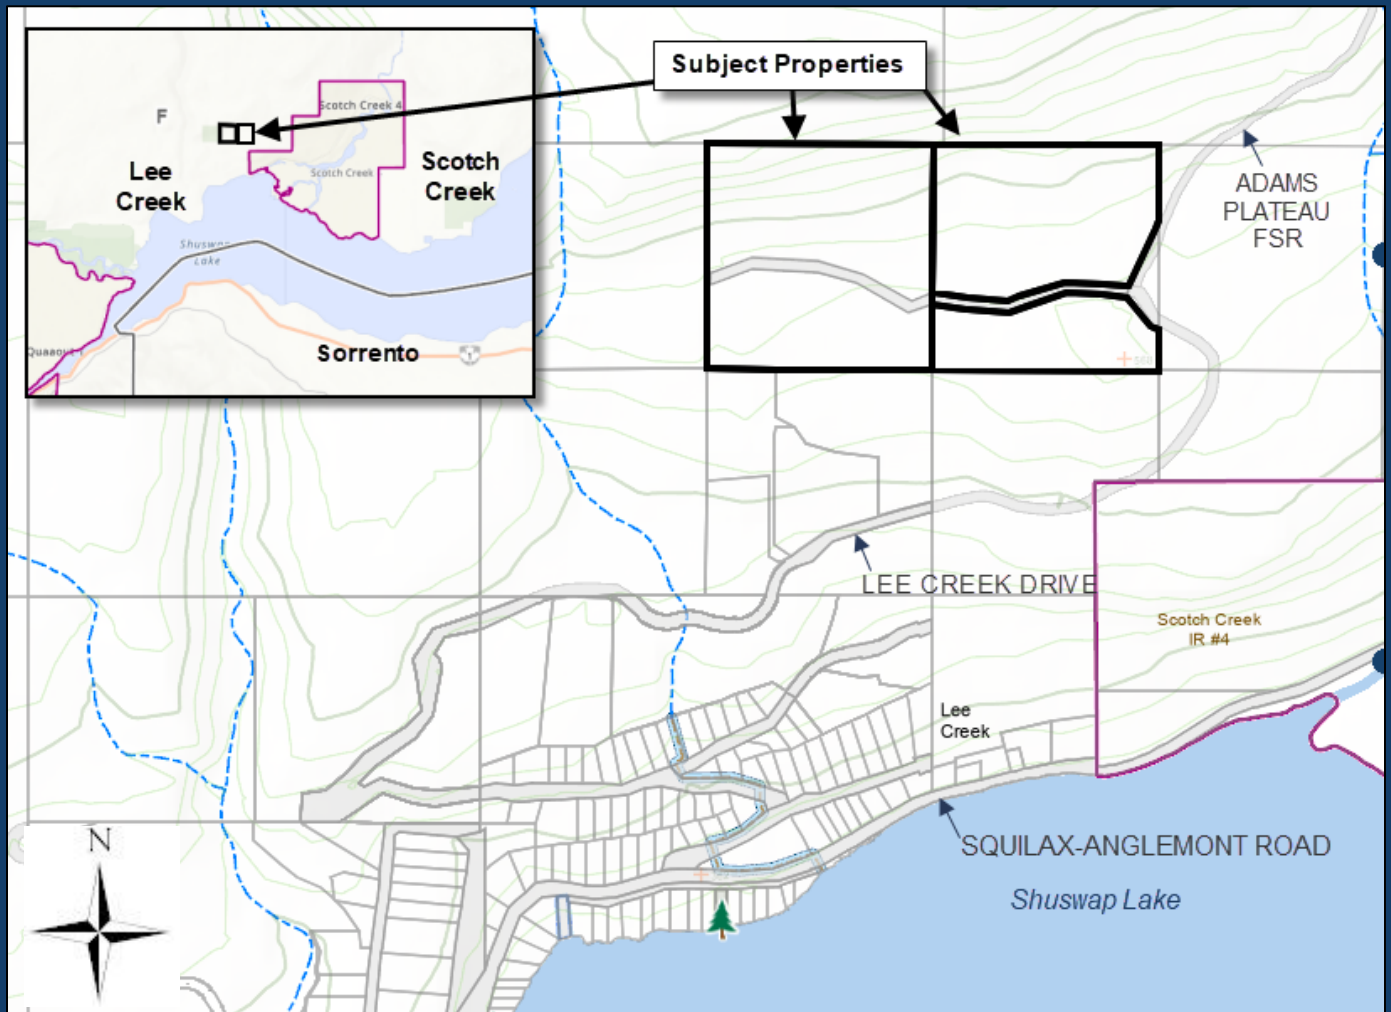 Subject Properties
Scotch Creek 4
F
Lee
Creek
Scotch
Creek
Scotch Creek
Shuswap
Lake
Sorrento
1
ADAMS
PLATEAU
FSR
LEE CREEK DRIVE
Scotch Creek
IR #4
Lee
Creek
SQUILAX-ANGLEMONT ROAD
Shuswap Lake
N